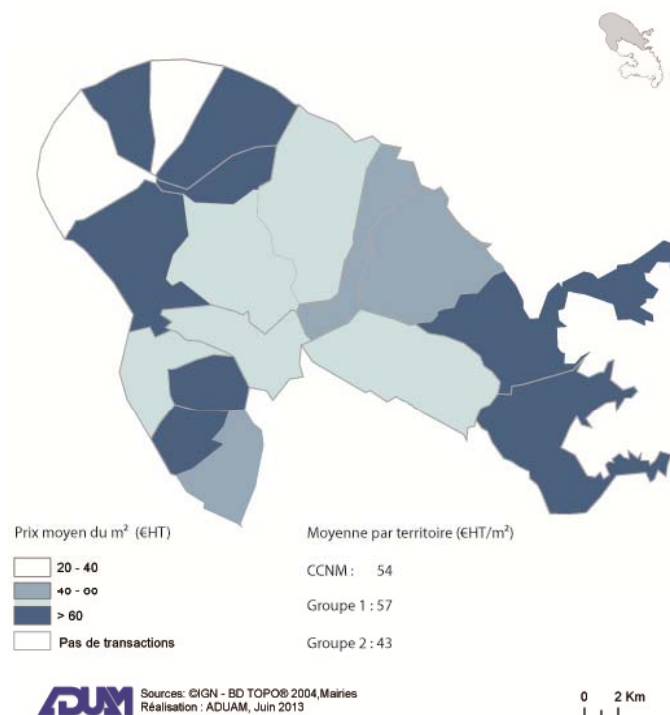 Prix moyen du m² (€HT)
20 - 40
> 60
Pas de transactions
Moyenne par territoire (€HT/m²)
CCNM : 54
Groupe 1 : 57
Groupe 2 : 43
ADUAM
Sources: ©IGN - BD TOPO® 2004,Mairies
Réalisation : ADUAM, Juin 2013
0 2 Km